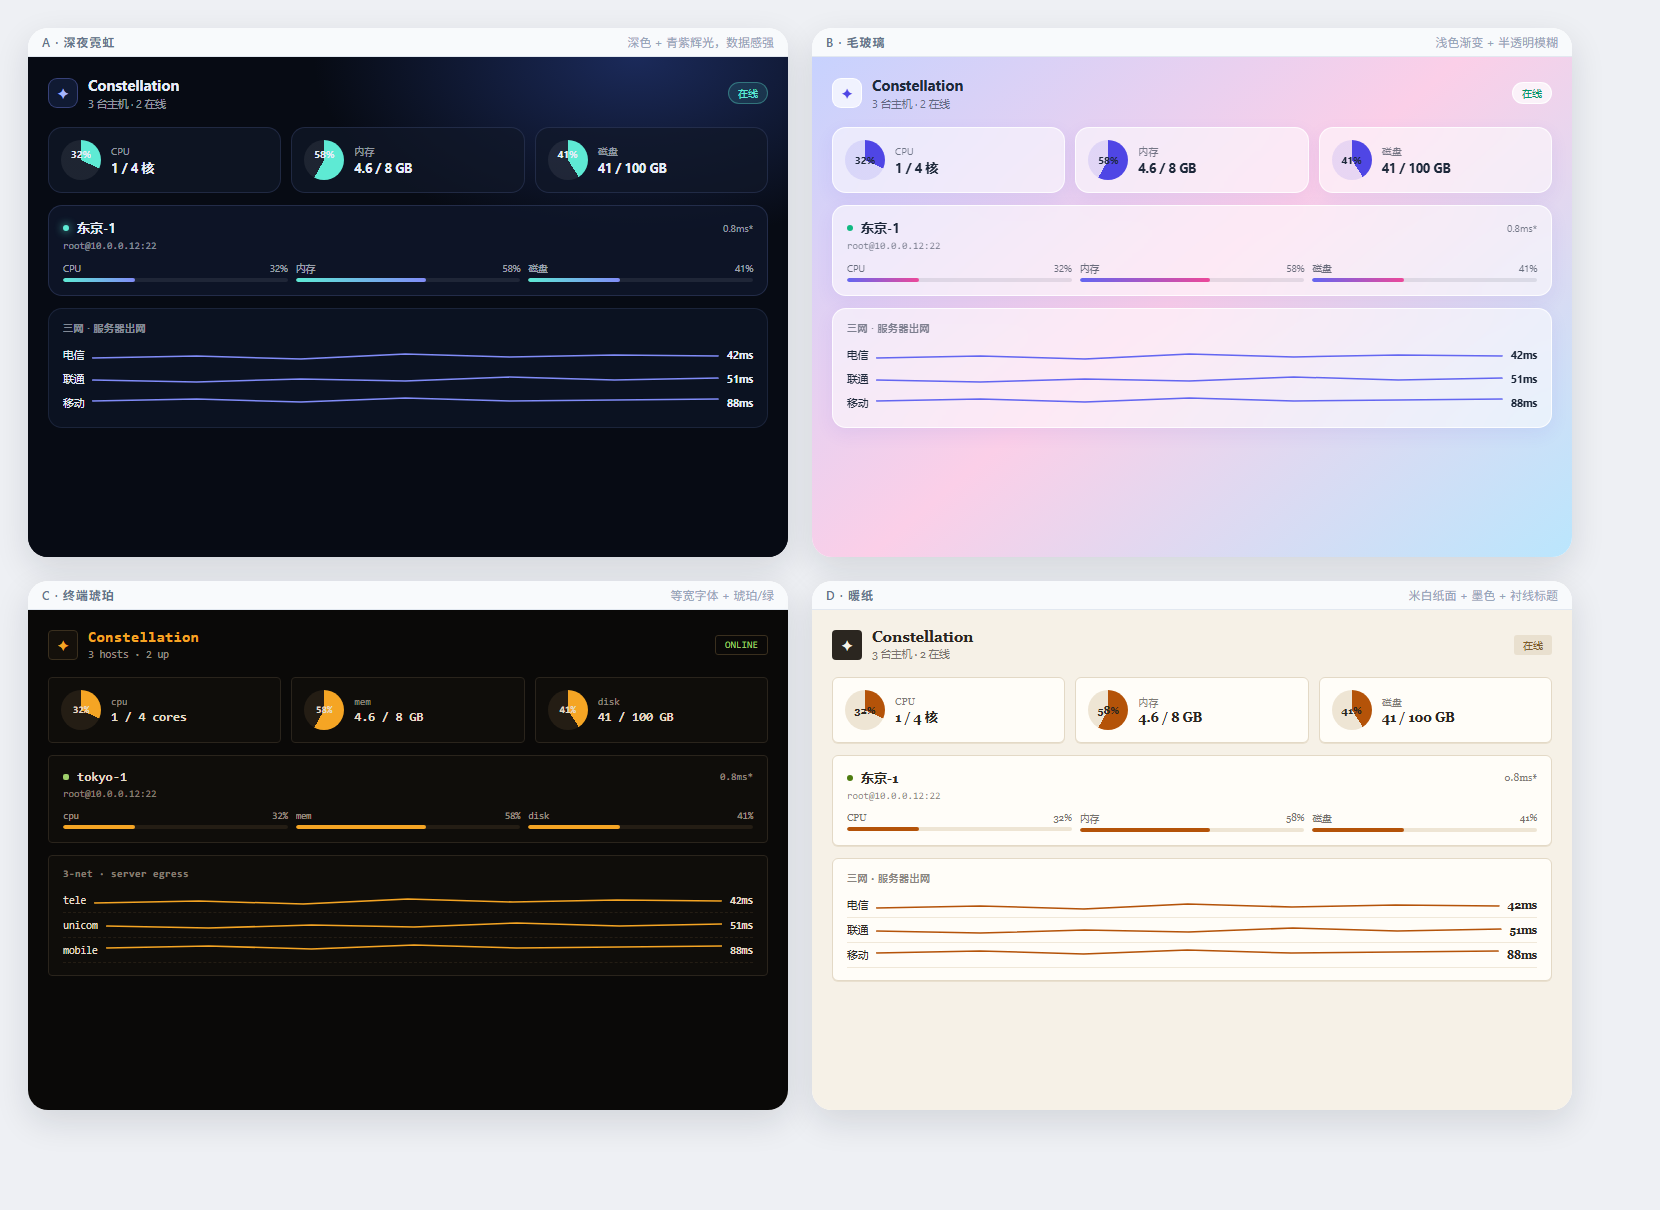 A · 深夜霓虹 深色 + 青紫辉光，数据感强
Constellation
3 台主机 · 2 在线
在线
32% CPU
1 / 4 核
58% 内存
4.6 / 8 GB
41% 磁盘
41 / 100 GB
东京-1 0.8ms*
root@10.0.0.12:22
CPU 32% 内存 58% 磁盘 41%
三网 · 服务器出网
电信 42ms
联通 51ms
移动 88ms
B · 毛玻璃 浅色渐变 + 半透明模糊
Constellation
3 台主机 · 2 在线
在线
32% CPU
1 / 4 核
58% 内存
4.6 / 8 GB
41% 磁盘
41 / 100 GB
东京-1 0.8ms*
root@10.0.0.12:22
CPU 32% 内存 58% 磁盘 41%
三网 · 服务器出网
电信 42ms
联通 51ms
移动 88ms
C · 终端琥珀 等宽字体 + 琥珀/绿
Constellation
3 hosts · 2 up
ONLINE
32% cpu
1 / 4 cores
58% mem
4.6 / 8 GB
41% disk
41 / 100 GB
tokyo-1 0.8ms*
root@10.0.0.12:22
cpu 32% mem 58% disk 41%
3-net · server egress
tele 42ms
unicom 51ms
mobile 88ms
D · 暖纸 米白纸面 + 墨色 + 衬线标题
Constellation
3 台主机 · 2 在线
在线
32% CPU
1 / 4 核
58% 内存
4.6 / 8 GB
41% 磁盘
41 / 100 GB
东京-1 0.8ms*
root@10.0.0.12:22
CPU 32% 内存 58% 磁盘 41%
三网 · 服务器出网
电信 42ms
联通 51ms
移动 88ms